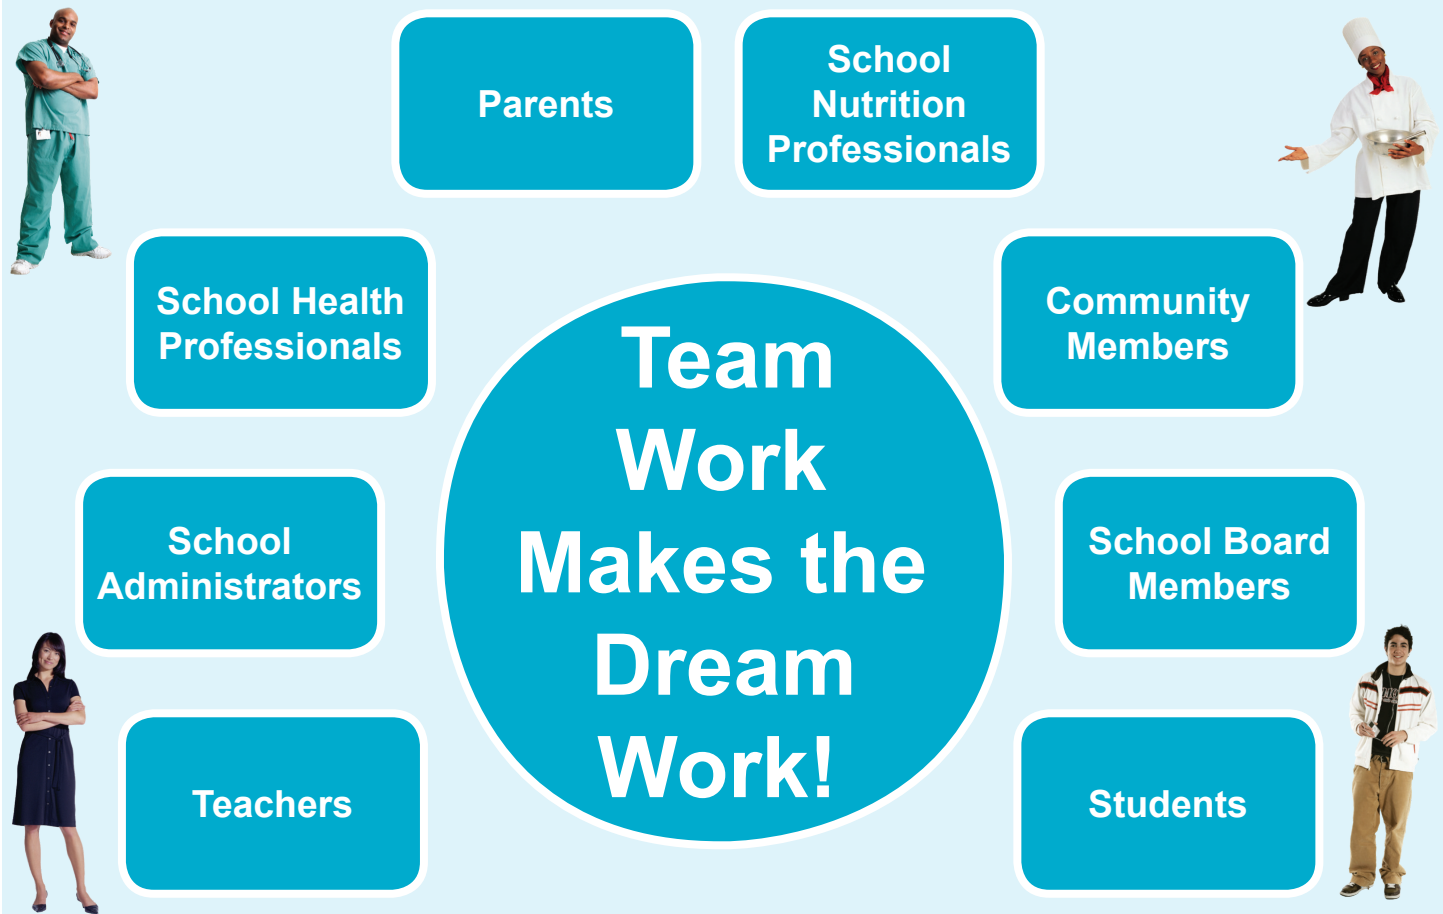 Parents
School
Nutrition
Professionals
School Health
Professionals
Community
Members
Team
Work
Makes the
Dream
Work!
School
Administrators
School Board
Members
Teachers
Students